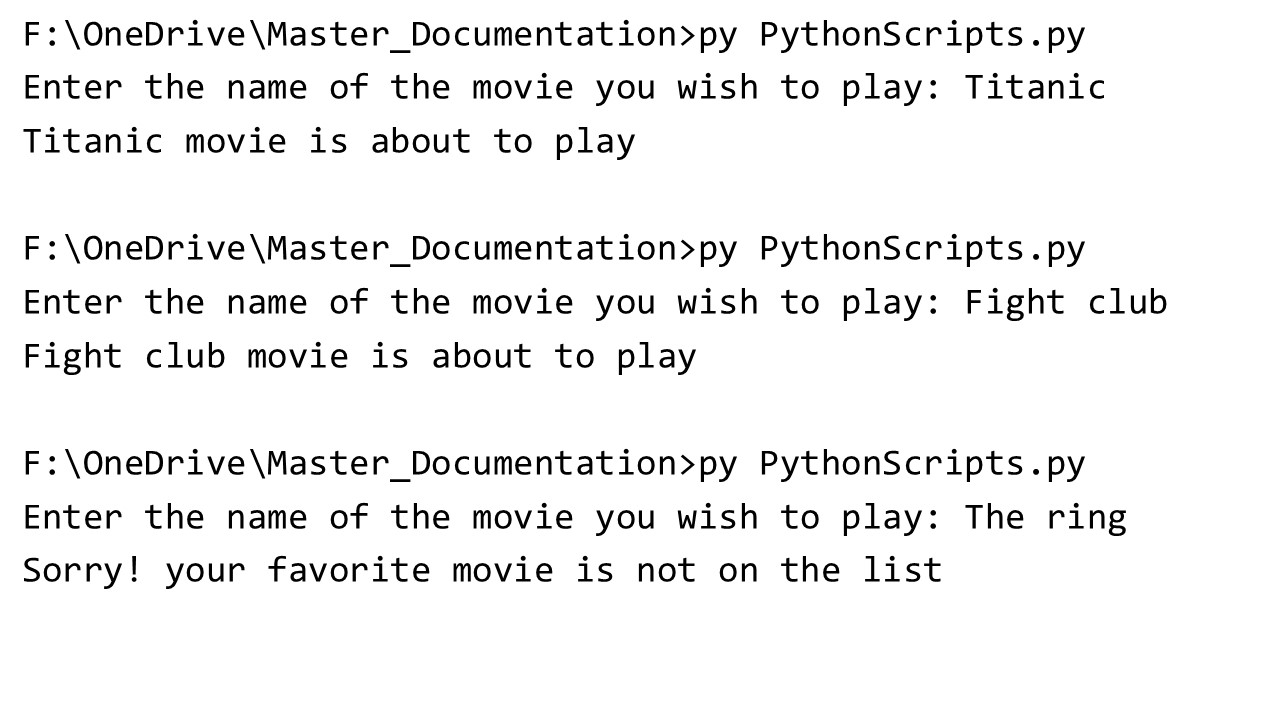 F:\OneDrive\Master_Documentation>py PythonScripts.py
Enter the name of the movie you wish to play: Titanic
Titanic movie is about to play
F:\OneDrive\Master_Documentation>py PythonScripts.py
Enter the name of the movie you wish to play: Fight club
Fight club movie is about to play
F:\OneDrive\Master_Documentation>py PythonScripts.py
Enter the name of the movie you wish to play: The ring
Sorry! your favorite movie is not on the list